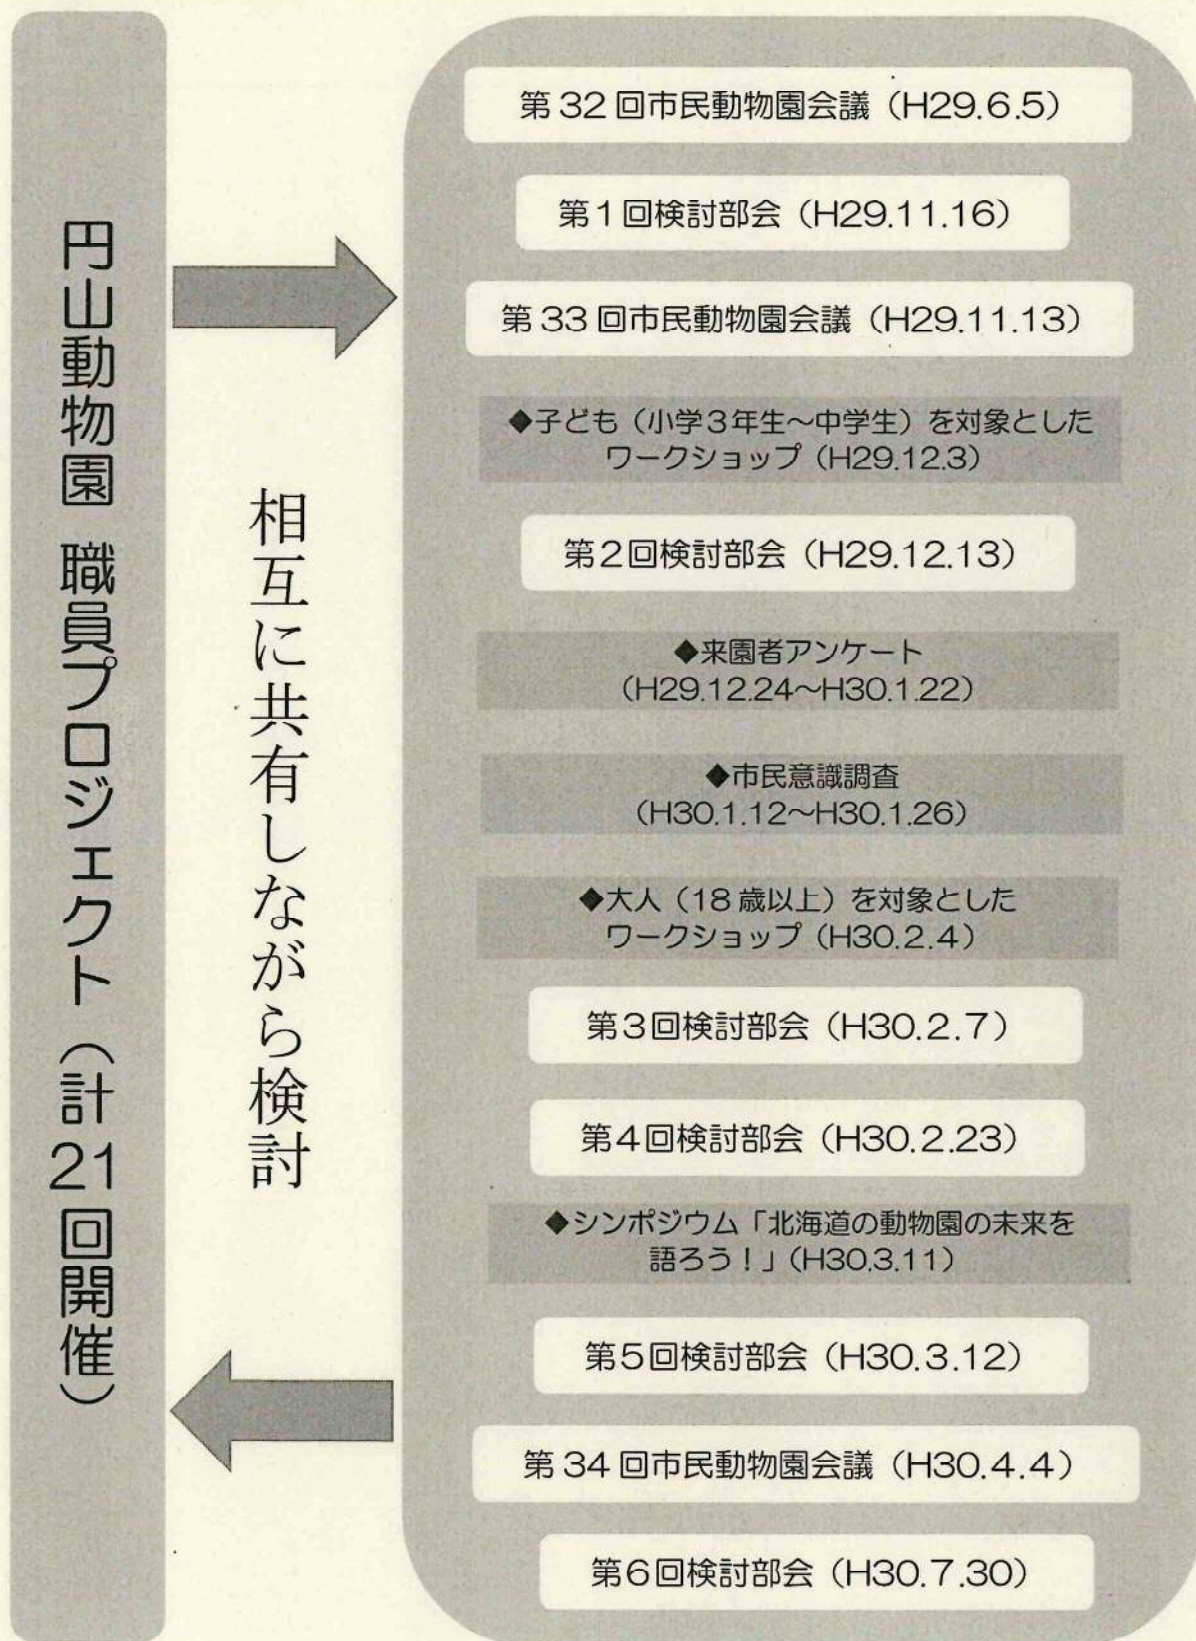 円山動物園 職員プロジェクト（計21回開催）
相互に共有しながら検討
第32回市民動物園会議（H29.6.5）
第1回検討部会（H29.11.16）
第33回市民動物園会議（H29.11.13）
◆子ども（小学3年生～中学生）を対象とした
ワークショップ（H29.12.3）
第2回検討部会（H29.12.13）
◆来園者アンケート
（H29.12.24～H30.1.22）
◆市民意識調査
（H30.1.12～H30.1.26）
◆大人（18歳以上）を対象とした
ワークショップ（H30.2.4）
第3回検討部会（H30.2.7）
第4回検討部会（H30.2.23）
◆シンポジウム「北海道の動物園の未来を
語ろう！」（H30.3.11）
第5回検討部会（H30.3.12）
第34回市民動物園会議（H30.4.4）
第6回検討部会（H30.7.30）